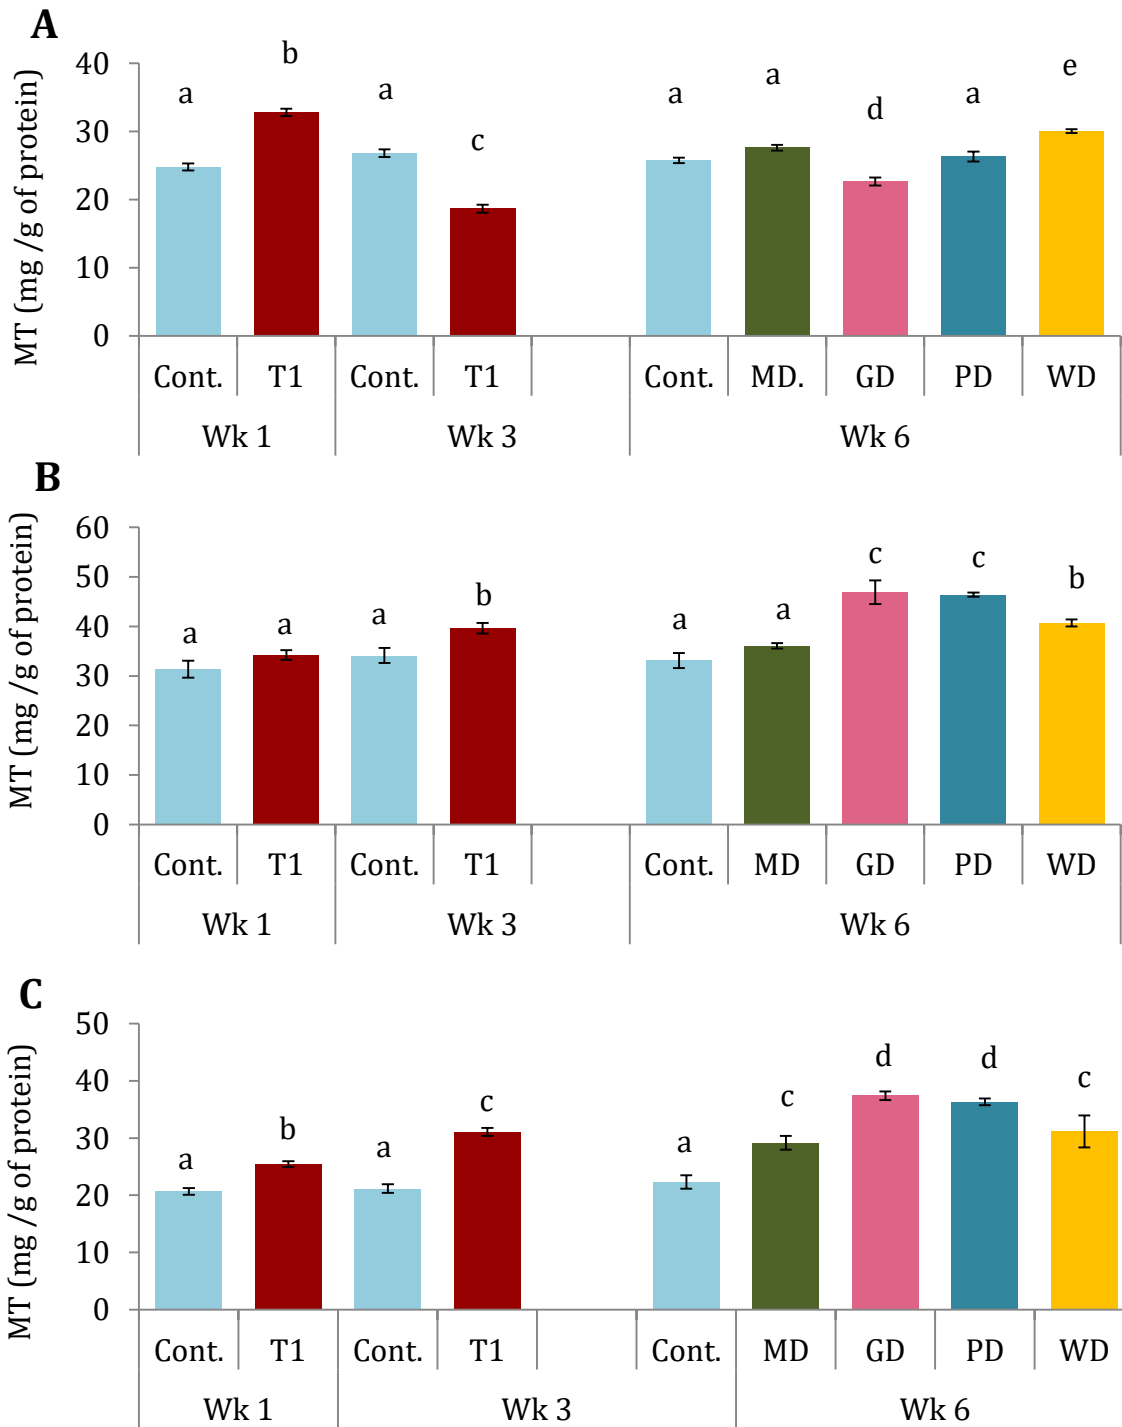 A
MT (mg /g of protein)
b
a
a
c
a
a
d
a
e
40
30
20
10
0
Cont. T1 Cont. T1 Cont. MD. GD PD WD
Wk 1 Wk 3 Wk 6
B
MT (mg /g of protein)
a
a
a
b
a
a
c
c
b
60
50
40
30
20
10
0
Cont. T1 Cont. T1 Cont. MD GD PD WD
Wk 1 Wk 3 Wk 6
C
MT (mg /g of protein)
a
b
a
c
a
c
d
d
c
50
40
30
20
10
0
Cont. T1 Cont. T1 Cont. MD GD PD WD
Wk 1 Wk 3 Wk 6